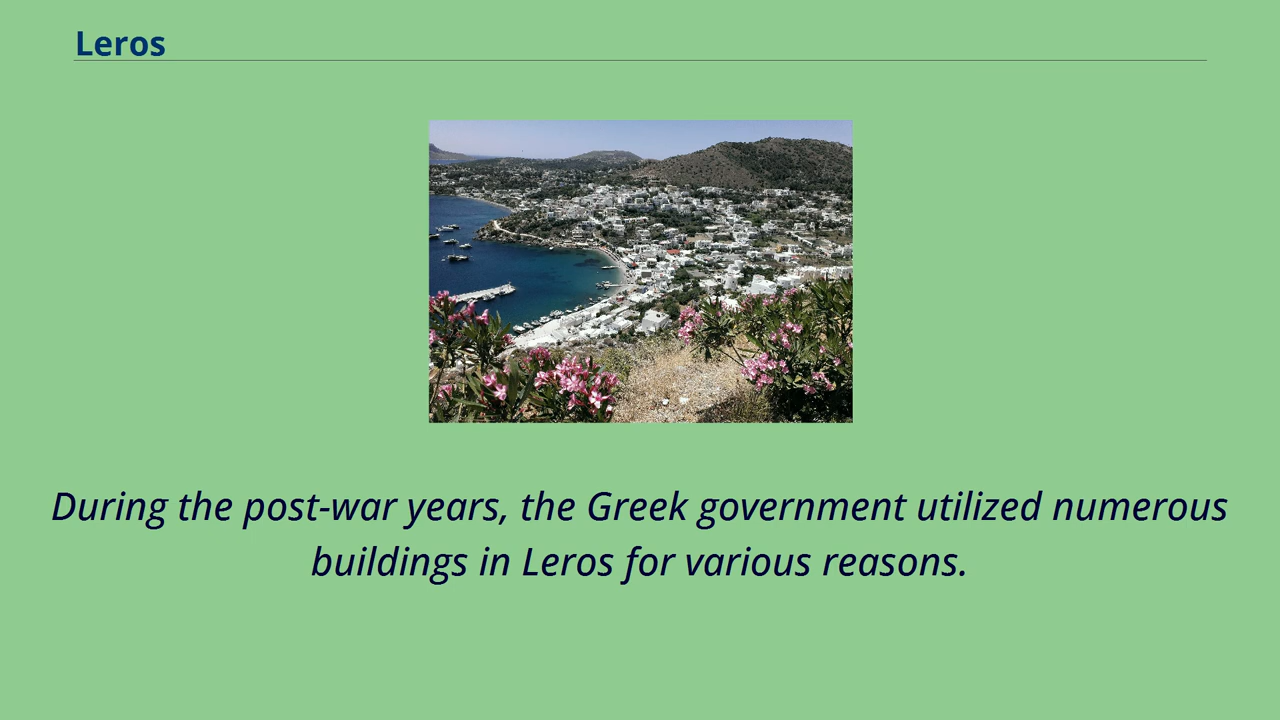 Leros
During the post-war years, the Greek government utilized numerous
buildings in Leros for various reasons.